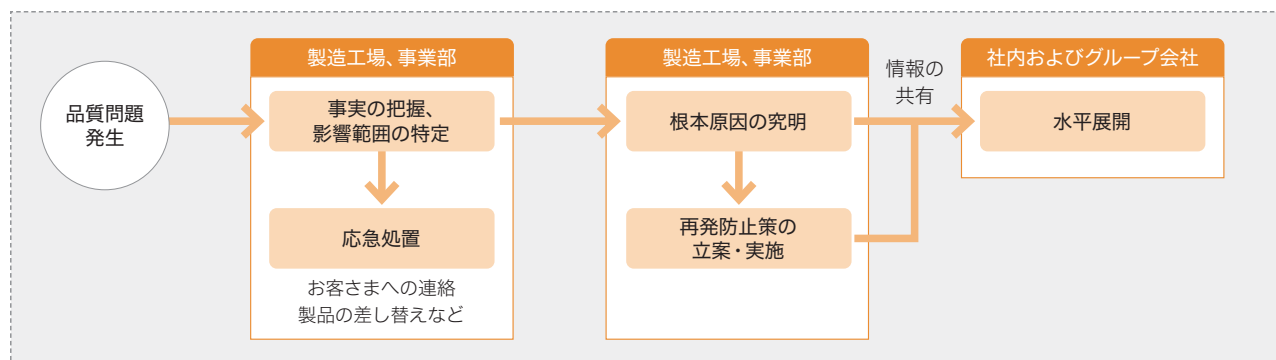 品質問題
発生
製造工場、事業部
事実の把握、
影響範囲の特定
応急処置
お客さまへの連絡
製品の差し替えなど
製造工場、事業部
根本原因の究明
再発防止策の
立案・実施
情報の
共有
社内およびグループ会社
水平展開